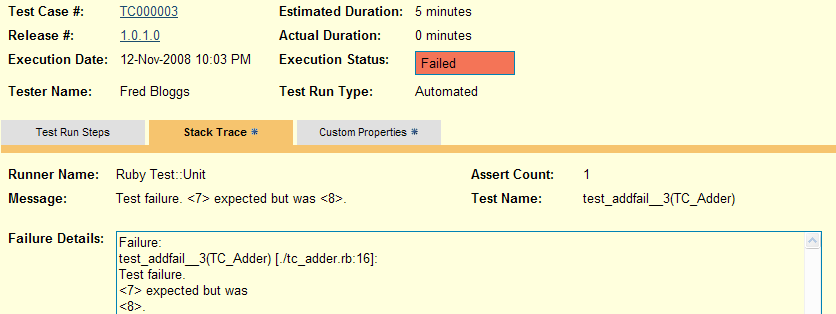 Test Case #: TC000003 Estimated Duration: 5 minutes
Release #: 1.0.1.0 Actual Duration: 0 minutes
Execution Date: 12-Nov-2008 10:03 PM Execution Status: Failed
Tester Name: Fred Bloggs Test Run Type: Automated
Test Run Steps Stack Trace * Custom Properties *
Runner Name: Ruby Test::Unit Assert Count: 1
Message: Test failure. <7> expected but was <8>. Test Name: test_addfail__3(TC_Adder)
Failure Details: Failure:
test_addfail__3(TC_Adder) [./tc_adder.rb:16]:
Test failure.
<7> expected but was
<8>.